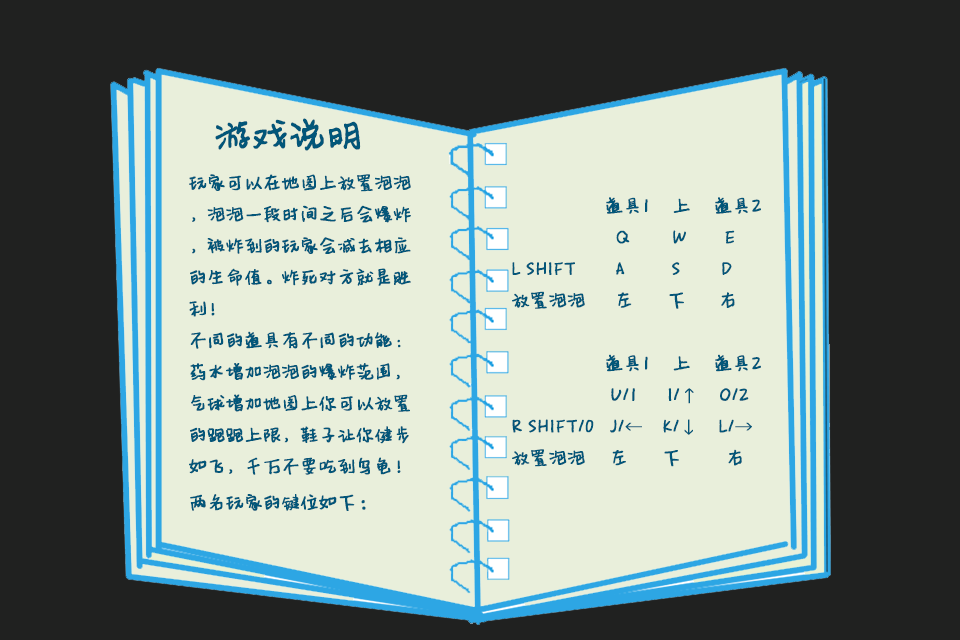 游戏说明
玩家可以在地图上放置泡泡
，泡泡一段时间之后会爆炸
，被炸到的玩家会减去相应
的生命值。炸死对方就是胜
利！
不同的道具有不同的功能：
药水增加泡泡的爆炸范围，
气球增加地图上你可以放置
的跑跑上限，鞋子让你健步
如飞，千万不要吃到乌龟！
两名玩家的键位如下：
道具1 上 道具2
Q W E
L SHIFT A S D
放置泡泡 左 下 右
道具1 上 道具2
U/1 I/↑ O/2
R SHIFT/0 J/← K/↓ L/→
放置泡泡 左 下 右